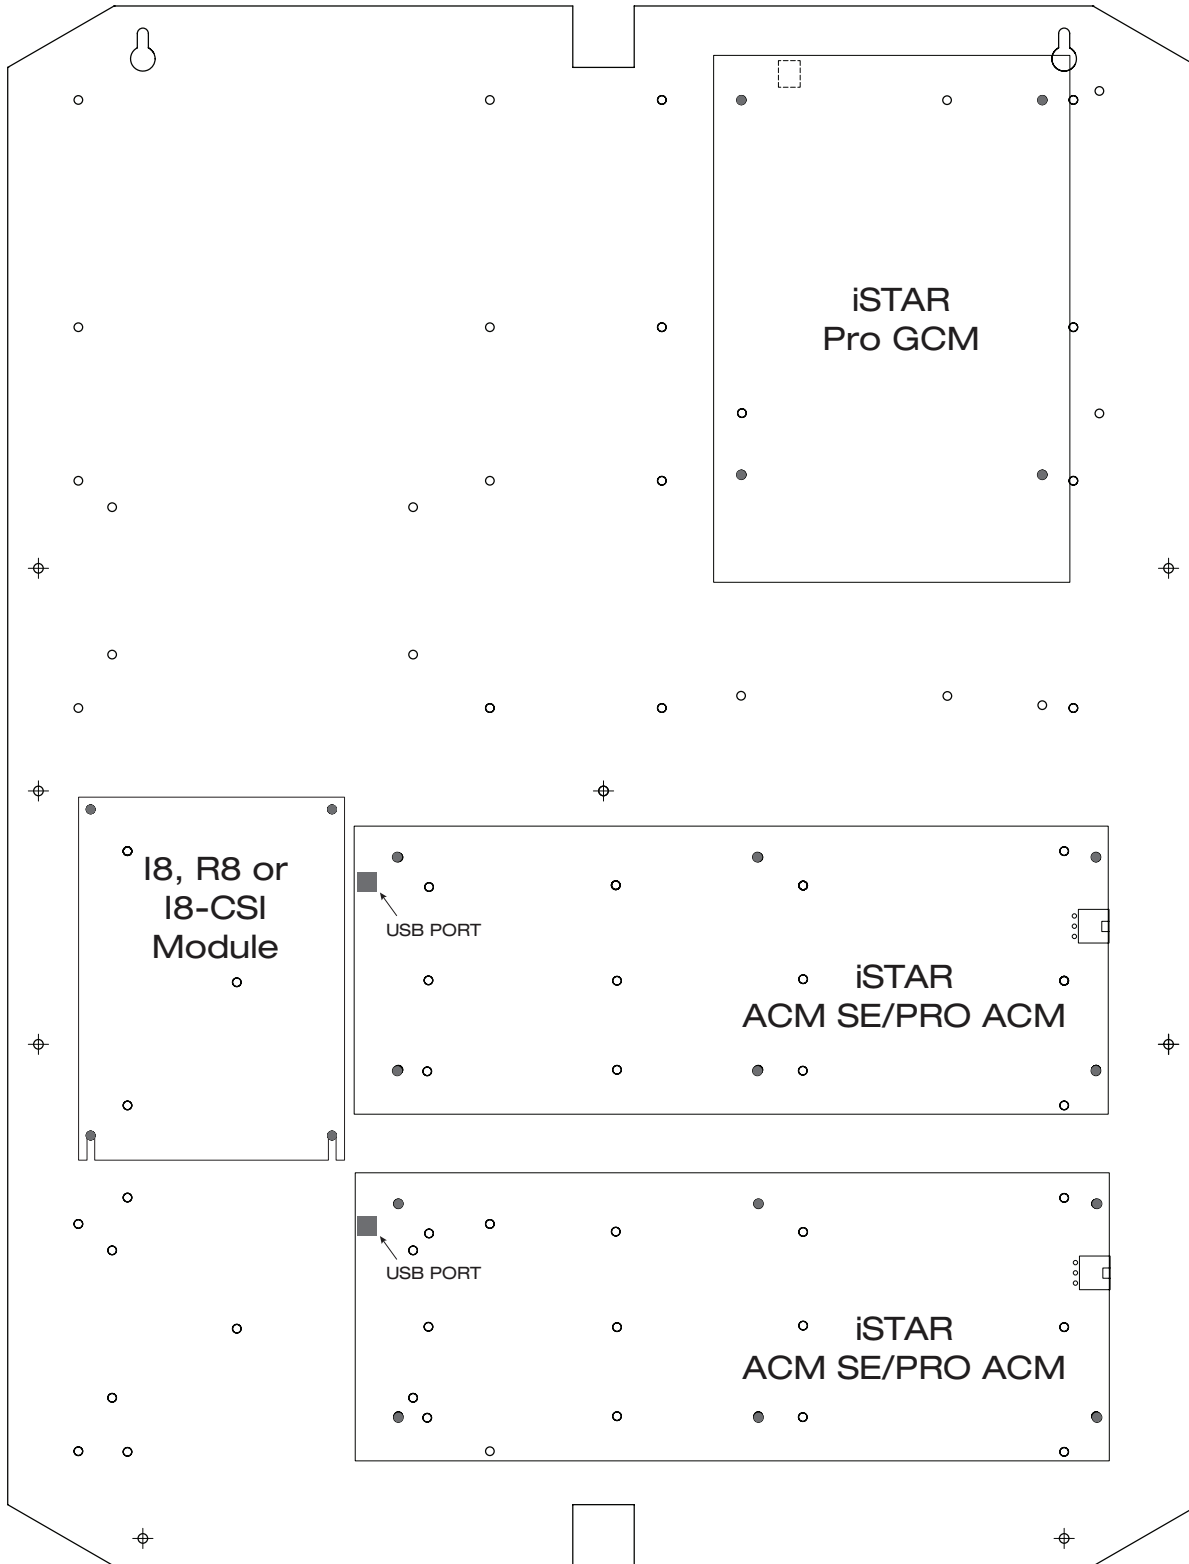 iSTAR
Pro GCM
I8, R8 or
I8-CSI
Module
USB PORT
iSTAR
ACM SE/PRO ACM
USB PORT
iSTAR
ACM SE/PRO ACM